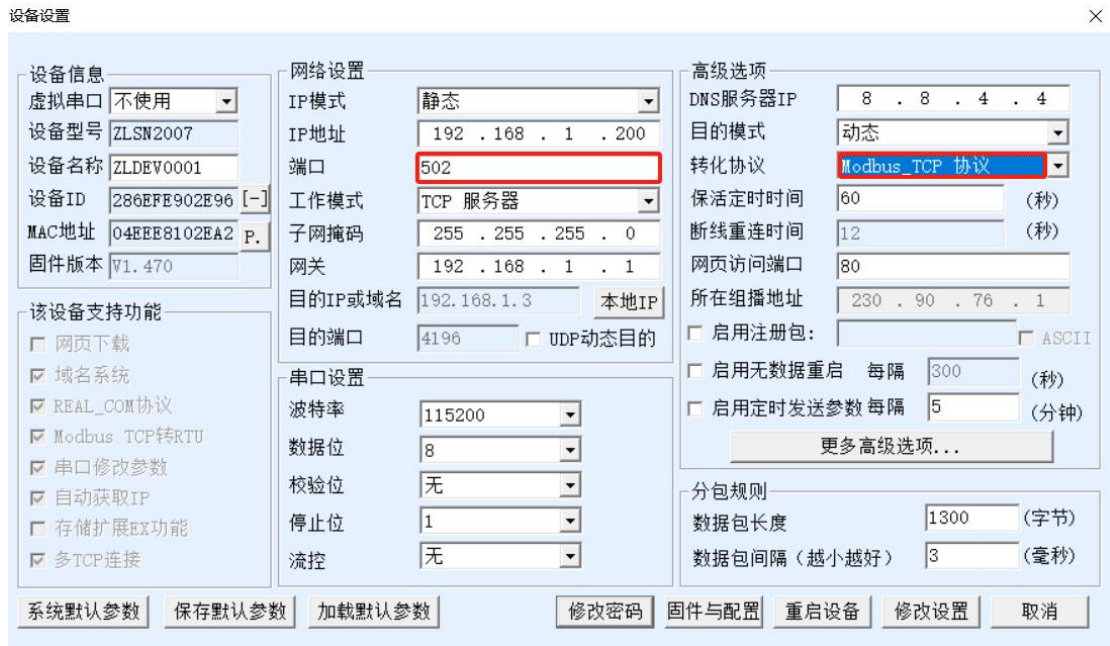 设备设置
设备信息
虚拟串口 不使用
设备型号 ZLSN2007
设备名称 ZLDEV0001
设备ID 286EFE902E96 [-]
MAC地址 04EEE8102EA2 P.
固件版本 V1.470
该设备支持功能
网页下载
域名系统
REAL_COM协议
Modbus TCP转RTU
串口修改参数
自动获取IP
存储扩展EX功能
多TCP连接
网络设置
IP模式 静态
IP地址 192 . 168 . 1 . 200
端口 502
工作模式 TCP 服务器
子网掩码 255 . 255 . 255 . 0
网关 192 . 168 . 1 . 1
目的IP或域名 192.168.1.3 本地IP
目的端口 4196 UDP动态目的
串口设置
波特率 115200
数据位 8
校验位 无
停止位 1
流控 无
高级选项
DNS服务器IP 8 . 8 . 4 . 4
目的模式 动态
转化协议 Modbus_TCP 协议
保活定时时间 60 (秒)
断线重连时间 12 (秒)
网页访问端口 80
所在组播地址 230 . 90 . 76 . 1
启用注册包: ASCII
启用无数据重启 每隔 300 (秒)
启用定时发送参数 每隔 5 (分钟)
更多高级选项...
分包规则
数据包长度 1300 (字节)
数据包间隔(越小越好) 3 (毫秒)
系统默认参数 保存默认参数 加载默认参数 修改密码 固件与配置 重启设备 修改设置 取消